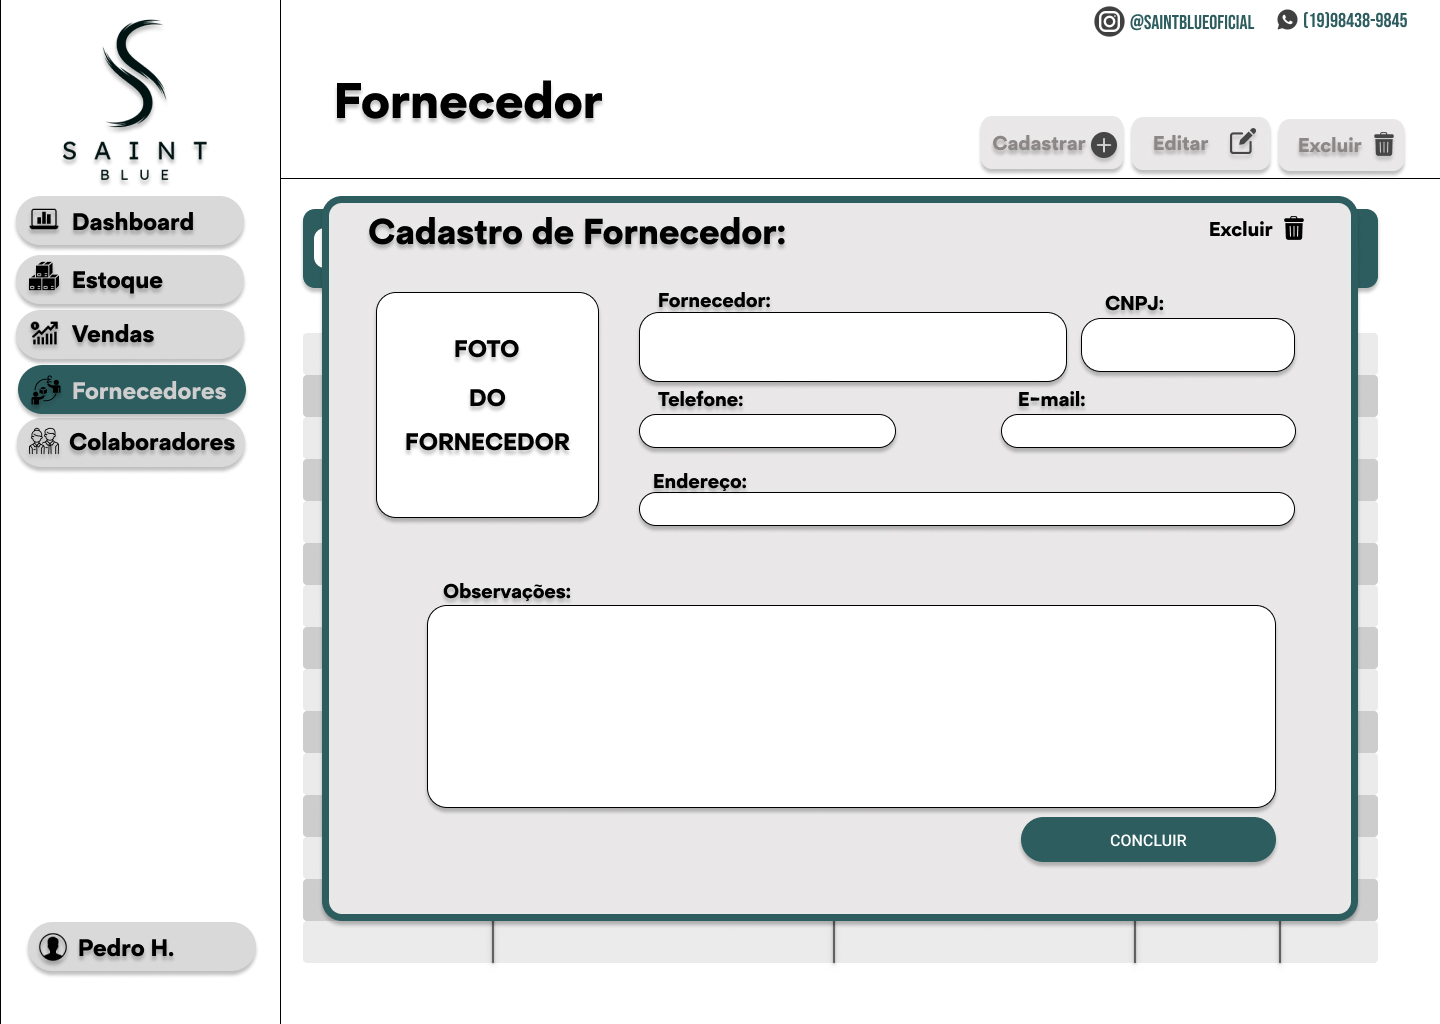 @SAINTBLUEOFICIAL
(19)98438-9845
SAINT
BLUE
Fornecedor
Cadastrar
Editar
Excluir
Dashboard
Estoque
Vendas
Fornecedores
Colaboradores
Pedro H.
Cadastro de Fornecedor:
Excluir
FOTO
DO
FORNECEDOR
Fornecedor:
CNPJ:
Telefone:
E-mail:
Endereço:
Observações:
CONCLUIR